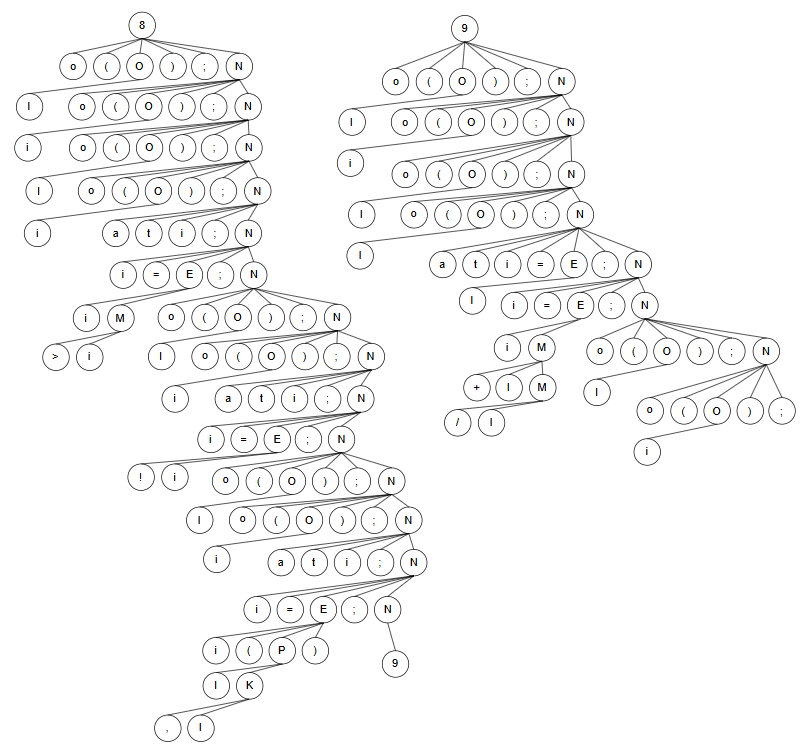 8
o ( O ) ; N
l o ( O ) ; N
i o ( O ) ; N
l o ( O ) ; N
i a t i ; N
i = E ; N
i M o ( O ) ; N
> i l o ( O ) ; N
i a t i ; N
i = E ; N
! i o ( O ) ; N
l o ( O ) ; N
i a t i ; N
i = E ; N
i ( P ) 9
l K
, l
9
o ( O ) ; N
l o ( O ) ; N
i o ( O ) ; N
l o ( O ) ; N
l a t i = E ; N
l i = E ; N
i M o ( O ) ; N
+ l M l
o ( O ) ;
/ l
i